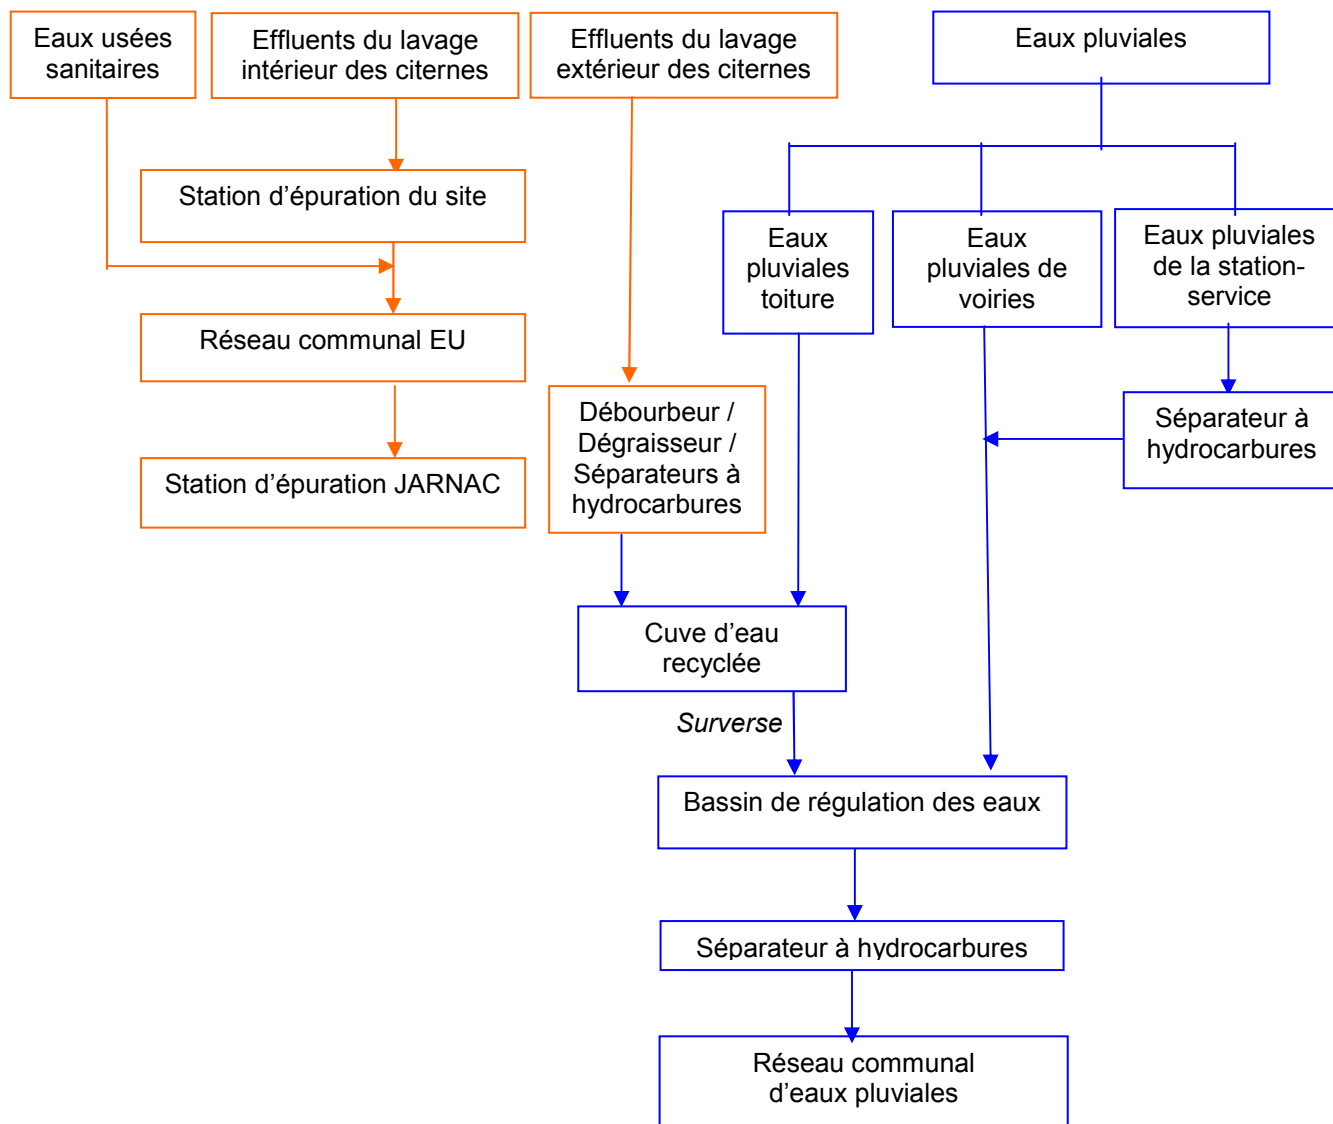 Eaux usées
sanitaires
Effluents du lavage
intérieur des citernes
Effluents du lavage
extérieur des citernes
Eaux pluviales
Station d'épuration du site
Eaux
pluviales
toiture
Eaux
pluviales de
voiries
Eaux pluviales
de la station-
service
Réseau communal EU
Débourbeur /
Dégraisseur /
Séparateurs à
hydrocarbures
Séparateur à
hydrocarbures
Station d'épuration JARNAC
Cuve d'eau
recyclée
Surverse
Bassin de régulation des eaux
Séparateur à hydrocarbures
Réseau communal
d'eaux pluviales